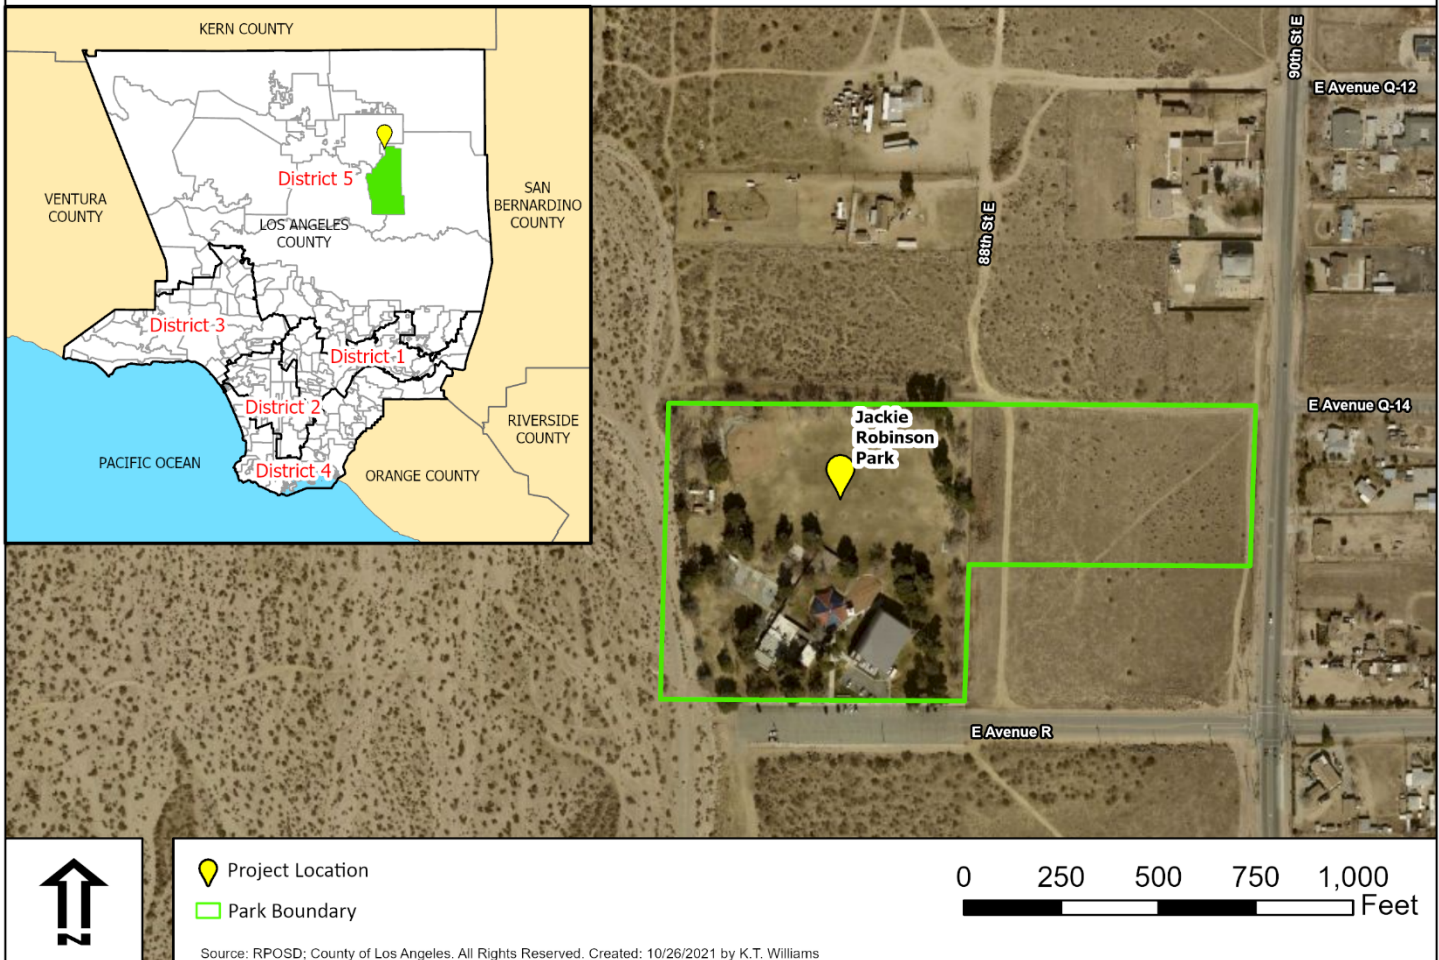 KERN COUNTY
VENTURA
COUNTY
District 5
LOS ANGELES
COUNTY
SAN
BERNARDINO
COUNTY
District 3
District 1
District 2
District 4
PACIFIC OCEAN
ORANGE COUNTY
RIVERSIDE
COUNTY
90th St E
E Avenue Q-12
88th St E
E Avenue Q-14
Jackie
Robinson
Park
E Avenue R
N
Project Location
Park Boundary
0 250 500 750 1,000
Feet
Source: RPOSD; County of Los Angeles. All Rights Reserved. Created: 10/26/2021 by K.T. Williams